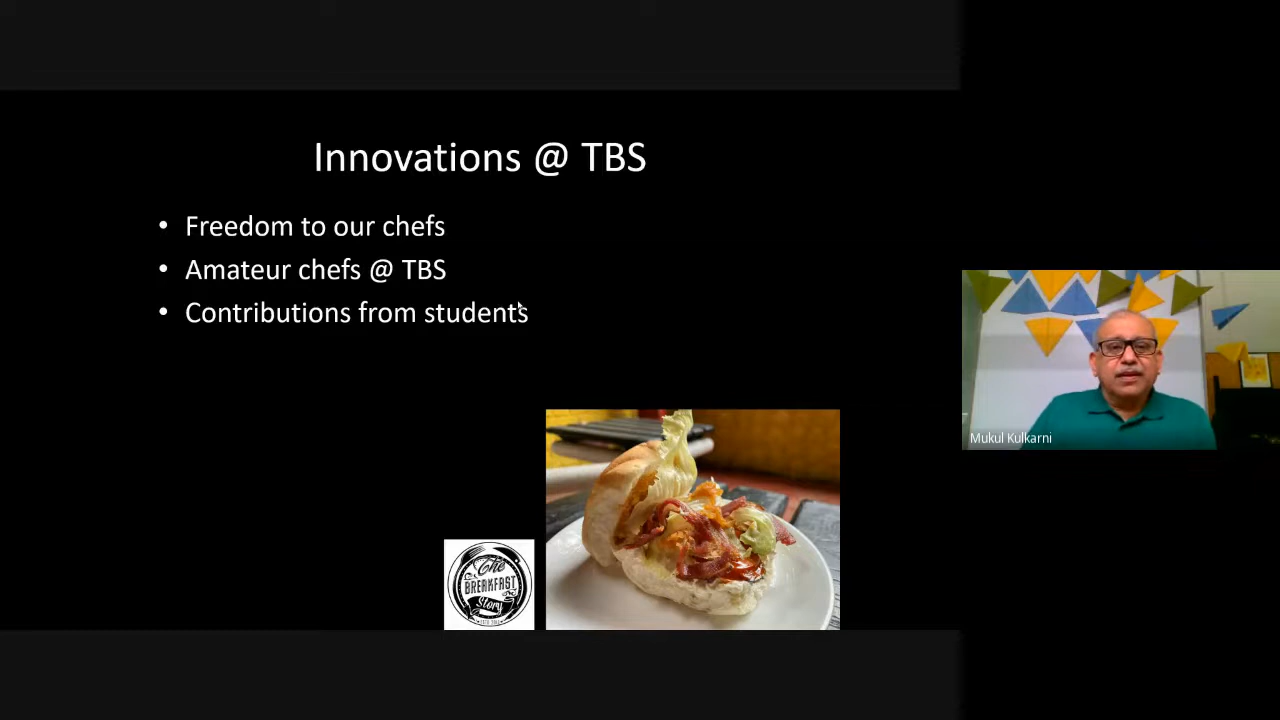 Innovations @ TBS
• Freedom to our chefs
• Amateur chefs @ TBS
• Contributions from students
Mukul Kulkarni
The
BREAKFAST
Story